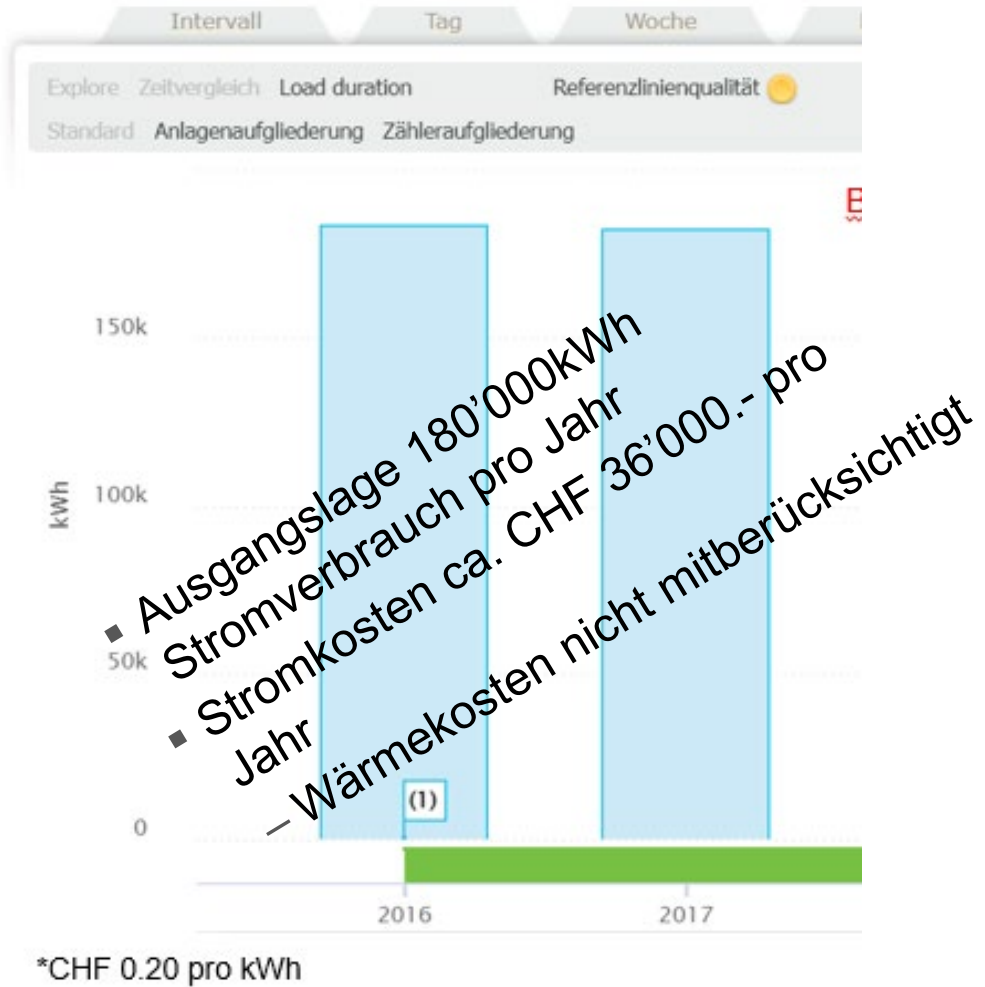 Intervall Tag Woche
Explore Zeitvergleich Load duration Referenzlinienqualität
Standard Anlagenaufgliederung Zähleraufgliederung
B
150k
100k
50k
0
kWh
▪ Ausgangslage 180’000kWh
Stromverbrauch pro Jahr
▪ Stromkosten ca. CHF 36’000.- pro
Jahr
– Wärmekosten nicht mitberücksichtigt
(1)
2016 2017
*CHF 0.20 pro kWh